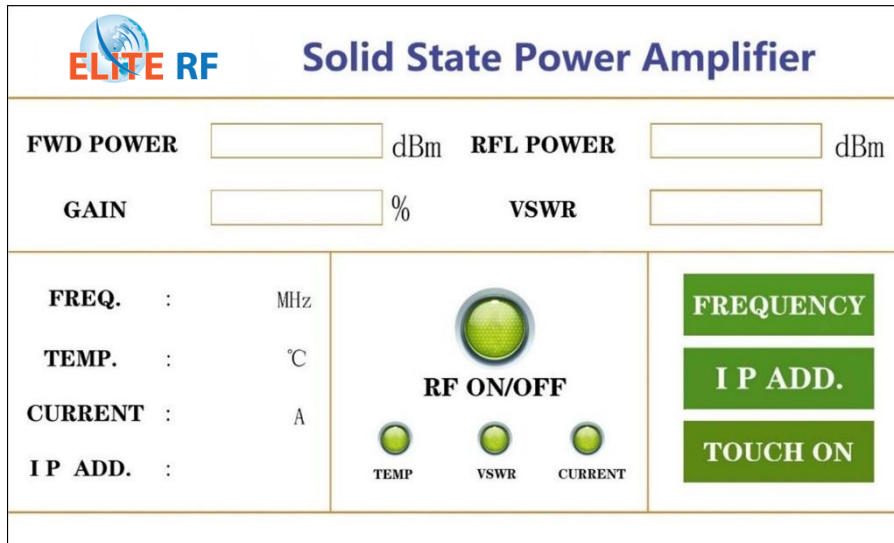 ELITE RF
Solid State Power Amplifier
FWD POWER dBm RFL POWER dBm
GAIN % VSWR
FREQ. : MHz
TEMP. : ℃
CURRENT : A
I P ADD. :
RF ON/OFF
TEMP VSWR CURRENT
FREQUENCY
I P ADD.
TOUCH ON